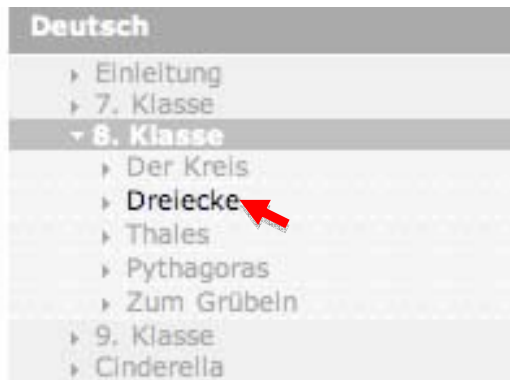 Deutsch
Einleitung
7. Klasse
8. Klasse
Der Kreis
Dreiecke
Thales
Pythagoras
Zum Grübeln
9. Klasse
Cinderella